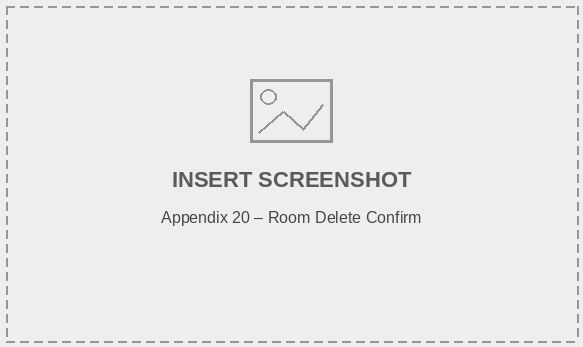 INSERT SCREENSHOT
Appendix 20 – Room Delete Confirm